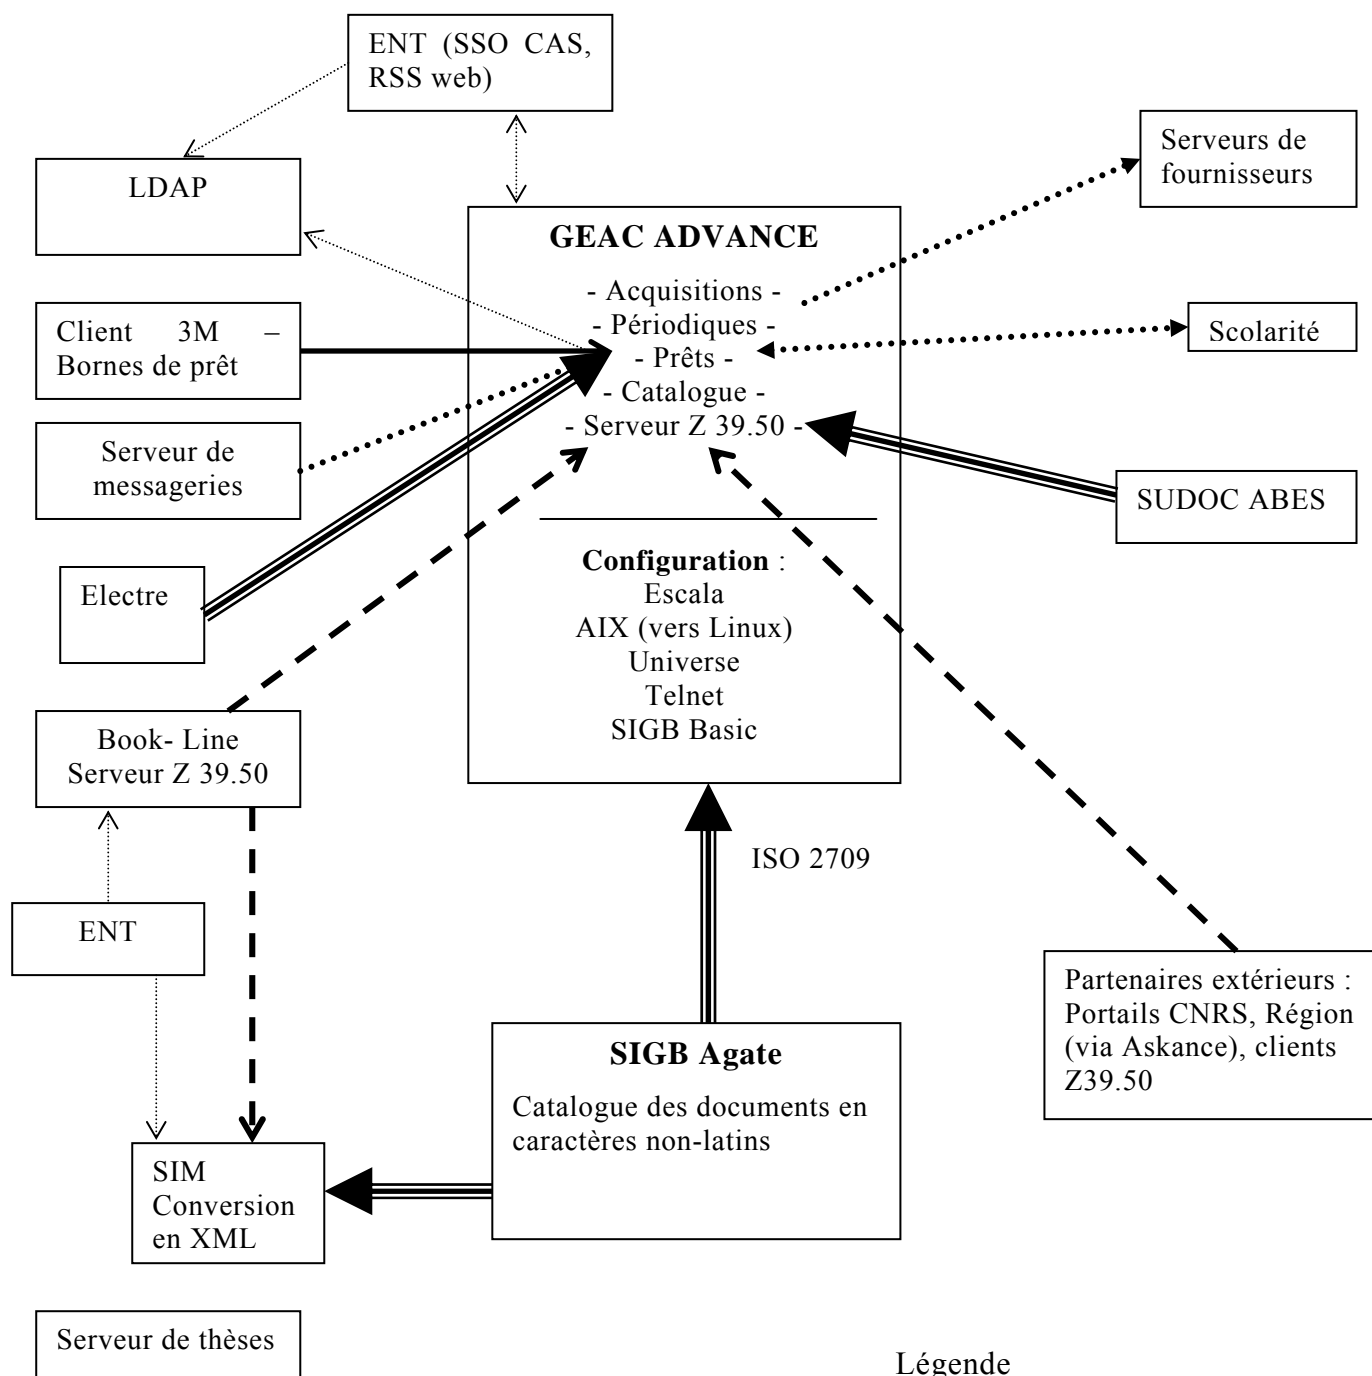 ENT (SSO CAS,
RSS web)
Serveurs de
fournisseurs
LDAP
GEAC ADVANCE
- Acquisitions -
- Périodiques -
- Prêts -
- Catalogue -
- Serveur Z 39.50 -
Client 3M –
Bornes de prêt
Scolarité
Serveur de
messageries
SUDOC ABES
Electre
Configuration :
Escala
AIX (vers Linux)
Universe
Telnet
SIGB Basic
Book- Line
Serveur Z 39.50
ISO 2709
ENT
Partenaires extérieurs :
Portails CNRS, Région
(via Askance), clients
Z39.50
SIGB Agate
Catalogue des documents en
caractères non-latins
SIM
Conversion
en XML
Serveur de thèses
Légende